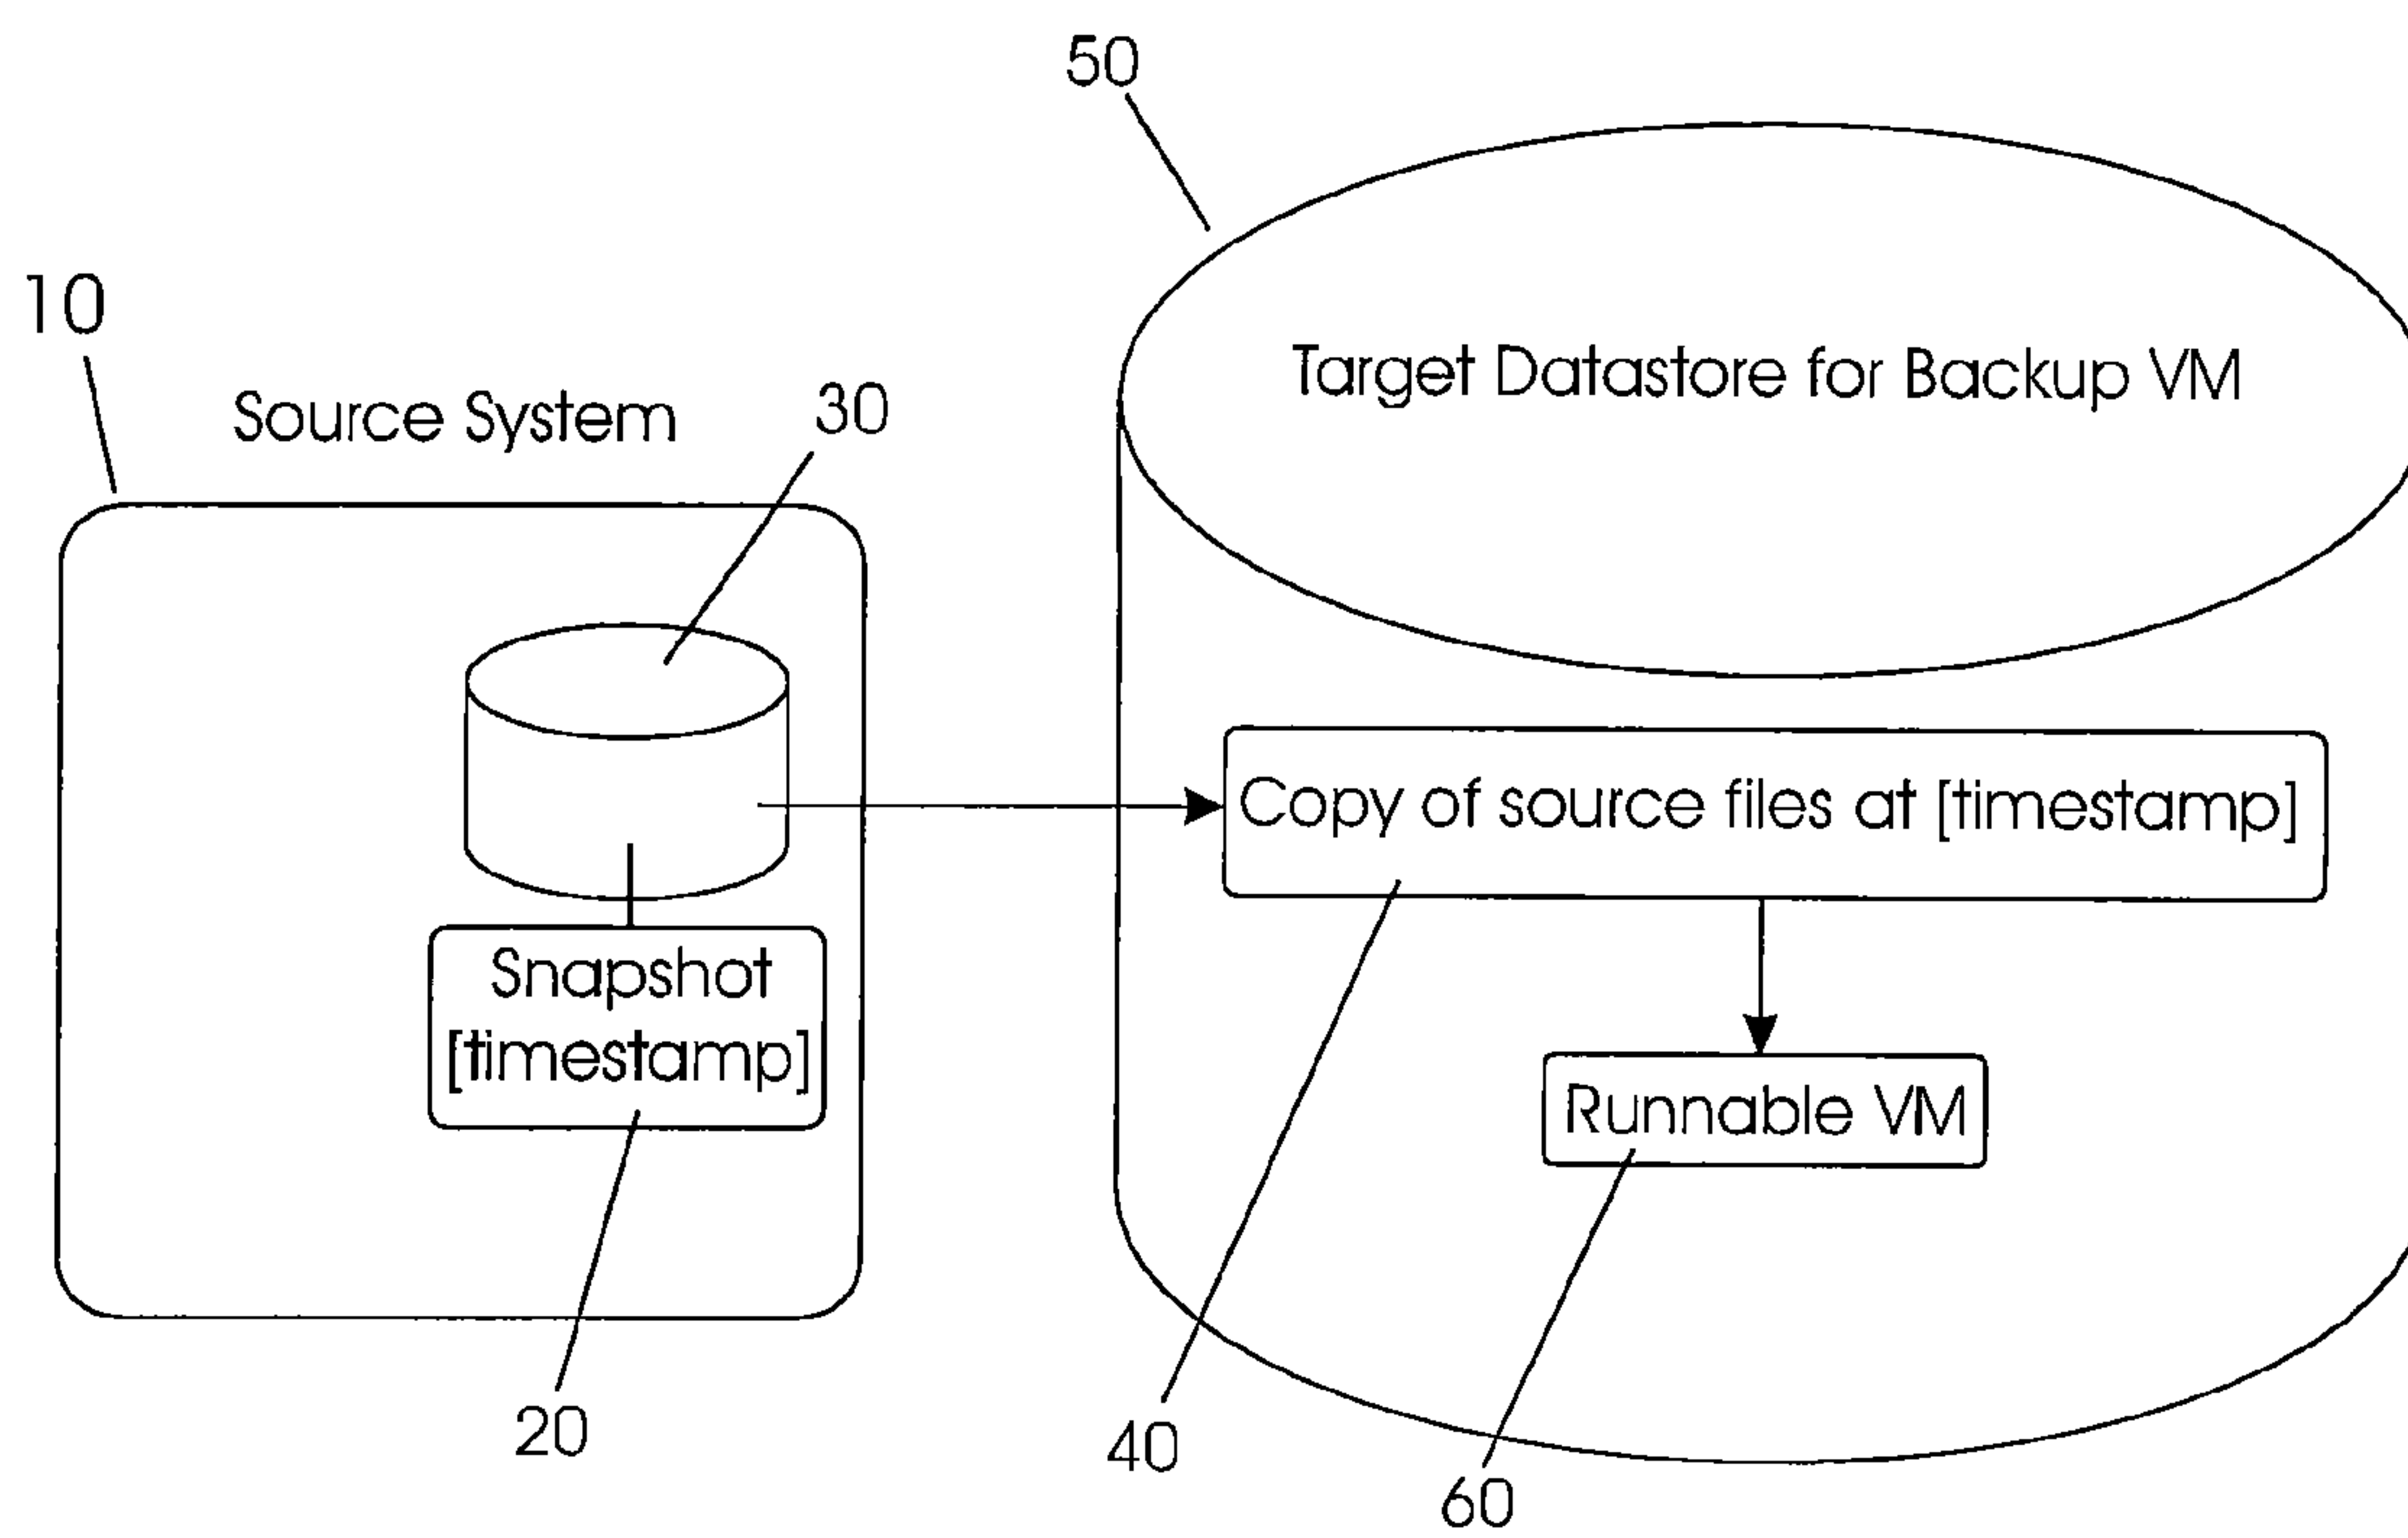 50
10
Source System
30
Target Datastore for Backup VM
Copy of source files at [timestamp]
Snapshot
[timestamp]
Runnable VM
20
40
60